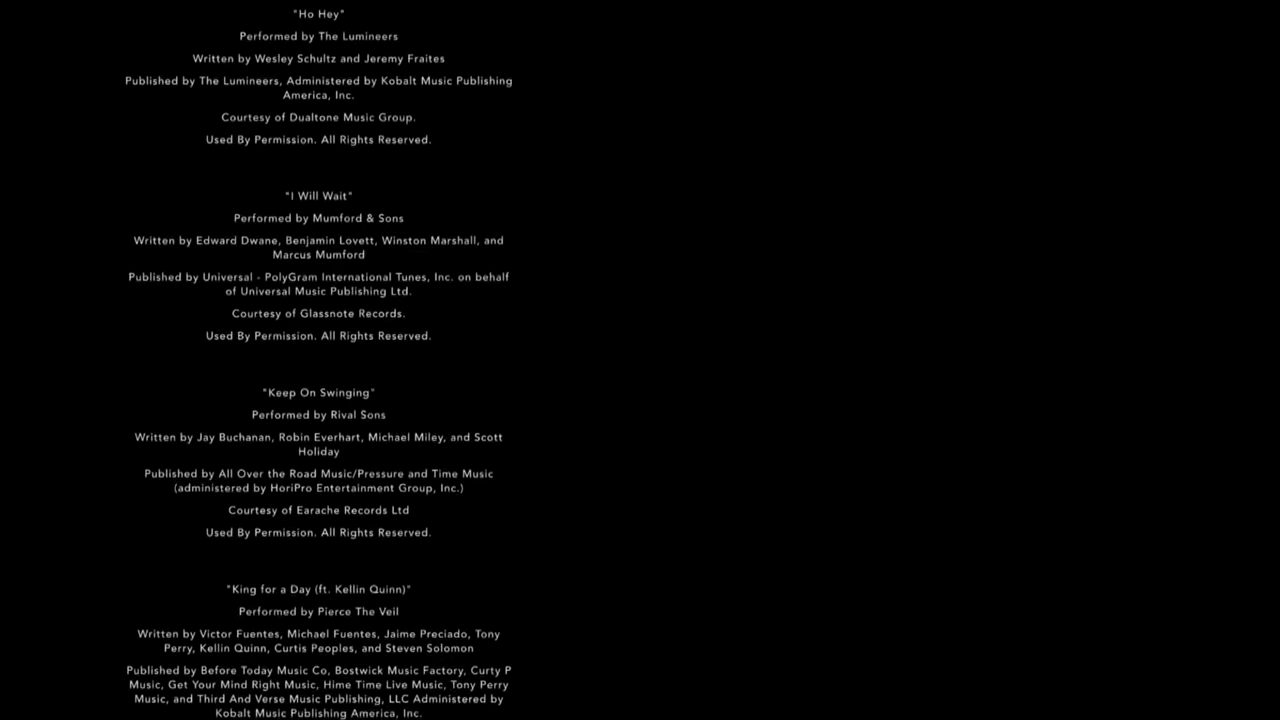 "Ho Hey"
Performed by The Lumineers
Written by Wesley Schultz and Jeremy Fraites
Published by The Lumineers, Administered by Kobalt Music Publishing
America, Inc.
Courtesy of Dualtone Music Group.
Used By Permission. All Rights Reserved.
"I Will Wait"
Performed by Mumford & Sons
Written by Edward Dwane, Benjamin Lovett, Winston Marshall, and
Marcus Mumford
Published by Universal - PolyGram International Tunes, Inc. on behalf
of Universal Music Publishing Ltd.
Courtesy of Glassnote Records.
Used By Permission. All Rights Reserved.
"Keep On Swinging"
Performed by Rival Sons
Written by Jay Buchanan, Robin Everhart, Michael Miley, and Scott
Holiday
Published by All Over the Road Music/Pressure and Time Music
(administered by HoriPro Entertainment Group, Inc.)
Courtesy of Earache Records Ltd
Used By Permission. All Rights Reserved.
"King for a Day (ft. Kellin Quinn)"
Performed by Pierce The Veil
Written by Victor Fuentes, Michael Fuentes, Jaime Preciado, Tony
Perry, Kellin Quinn, Curtis Peoples, and Steven Solomon
Published by Before Today Music Co, Bostwick Music Factory, Curty P
Music, Get Your Mind Right Music, Hime Time Live Music, Tony Perry
Music, and Third And Verse Music Publishing, LLC Administered by
Kobalt Music Publishing America, Inc.